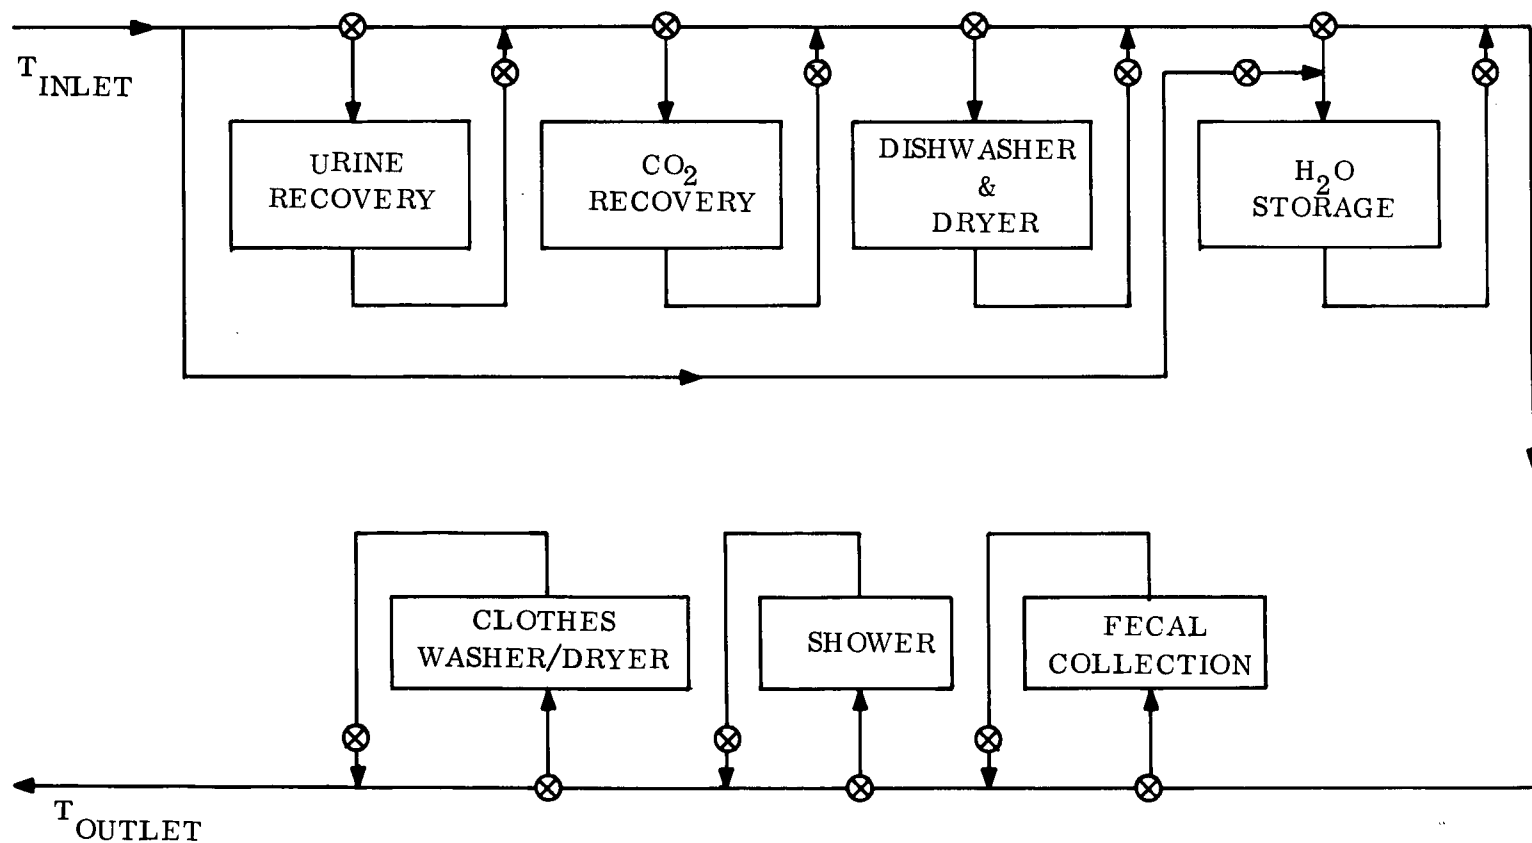 T INLET
URINE
RECOVERY
CO2
RECOVERY
DISHWASHER
&
DRYER
H2O
STORAGE
CLOTHES
WASHER/DRYER
SHOWER
FECAL
COLLECTION
T OUTLET